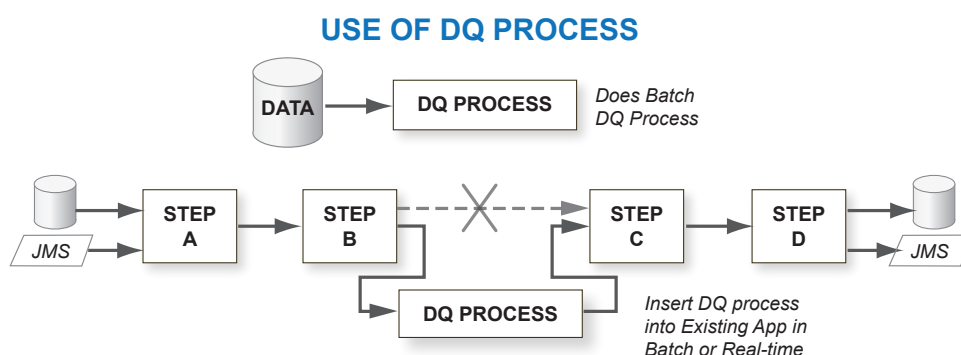 USE OF DQ PROCESS
DATA
DQ PROCESS
Does Batch
DQ Process
STEP
A
STEP
B
STEP
C
STEP
D
JMS
JMS
DQ PROCESS
Insert DQ process
into Existing App in
Batch or Real-time